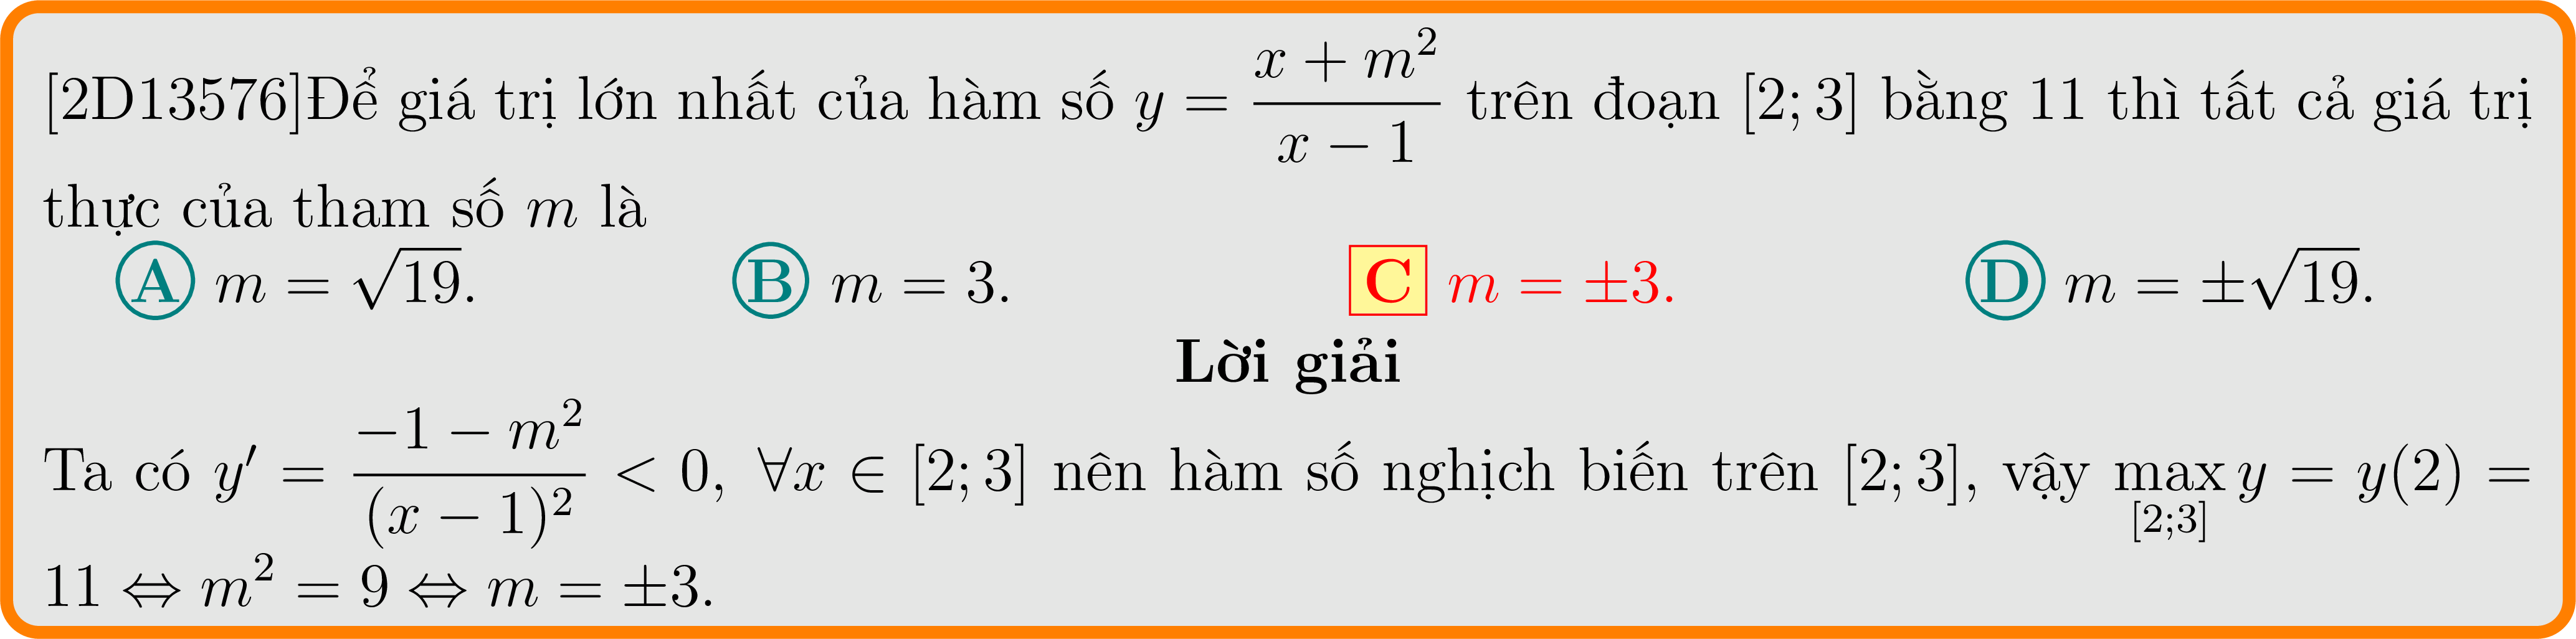 [2D13576]Để giá trị lớn nhất của hàm số $y = \dfrac{x + m^2}{x - 1}$ trên đoạn $[2; 3]$ bằng 11 thì tất cả giá trị
thực của tham số $m$ là
Ⓐ $m = \sqrt{19}$. Ⓑ $m = 3$. C $m = \pm 3$. Ⓓ $m = \pm\sqrt{19}$.
Lời giải
Ta có $y' = \dfrac{-1 - m^2}{(x - 1)^2} < 0, \forall x \in [2; 3]$ nên hàm số nghịch biến trên $[2; 3]$, vậy $\max\limits_{[2;3]} y = y(2) =$
$11 \Leftrightarrow m^2 = 9 \Leftrightarrow m = \pm 3$.